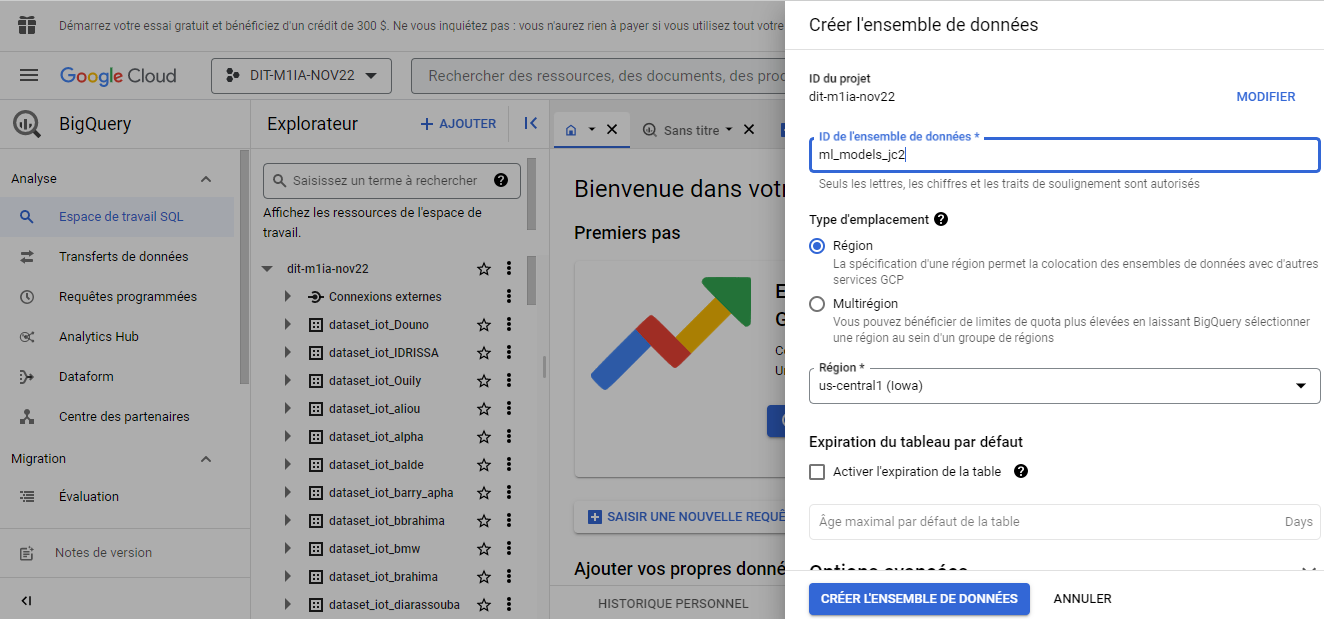 Démarrez votre essai gratuit et bénéficiez d'un crédit de 300 $. Ne vous inquiétez pas : vous n'aurez rien à payer si vous utilisez tout votre
Google Cloud
DIT-M1IA-NOV22
Rechercher des ressources, des documents, des
BigQuery
Analyse
Espace de travail SQL
Transferts de données
Requêtes programmées
Analytics Hub
Dataform
Centre des partenaires
Migration
Évaluation
Notes de version
Explorateur
+ AJOUTER
Saisissez un terme à rechercher
Affichez les ressources de l'espace de
travail.
dit-m1ia-nov22
Connexions externes
dataset_iot_Douno
dataset_iot_IDRISSA
dataset_iot_Ouily
dataset_iot_aliou
dataset_iot_alpha
dataset_iot_balde
dataset_iot_barry_apha
dataset_iot_bbrahima
dataset_iot_bmw
dataset_iot_brahima
dataset_iot_diarassouba
Sans titre
Bienvenue dans
Premiers pas
SAISIR UNE NOUVELLE
Ajouter vos propres
HISTORIQUE PERSONNEL
Créer l'ensemble de données
ID du projet
dit-m1ia-nov22
MODIFIER
ID de l'ensemble de données *
ml_models_jc2
Seuls les lettres, les chiffres et les traits de soulignement sont autorisés
Type d'emplacement ?
Région
La spécification d'une région permet la colocation des ensembles de données avec d'autres
services GCP
Multirégion
Vous pouvez bénéficier de limites de quota plus élevées en laissant BigQuery sélectionner
une région au sein d'un groupe de régions
Région *
us-central1 (Iowa)
Expiration du tableau par défaut
Activer l'expiration de la table ?
Âge maximal par défaut de la table
Days
Options avancées
CRÉER L'ENSEMBLE DE DONNÉES
ANNULER